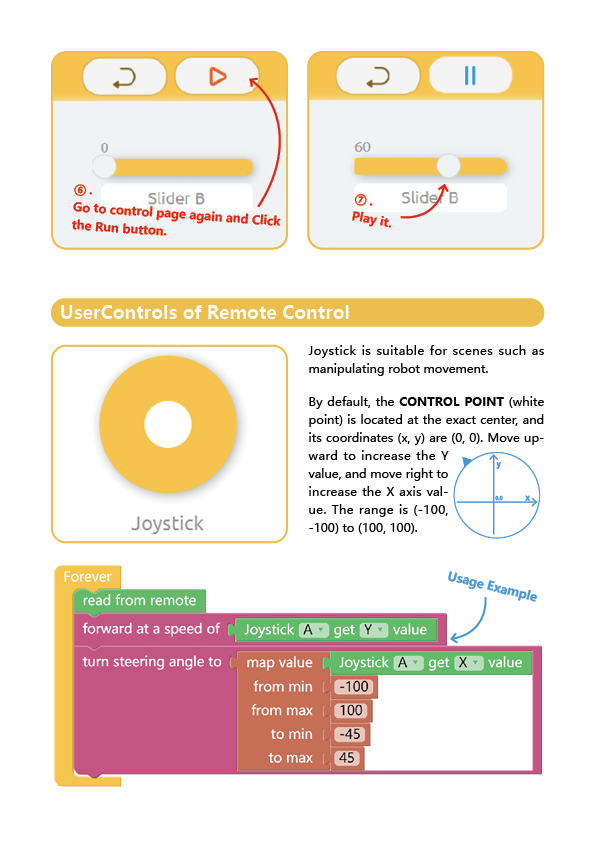 0
Slider B
⑥.
Go to control page again and Click
the Run button.
60
Slider B
⑦.
Play it.
UserControls of Remote Control
Joystick
Joystick is suitable for scenes such as
manipulating robot movement.
By default, the CONTROL POINT (white
point) is located at the exact center, and
its coordinates (x, y) are (0, 0). Move up-
ward to increase the Y
value, and move right to
increase the X axis val-
ue. The range is (-100,
-100) to (100, 100).
y
0,0
x
Usage Example
Forever
read from remote
forward at a speed of Joystick A get Y value
turn steering angle to map value Joystick A get X value
from min -100
from max 100
to min -45
to max 45